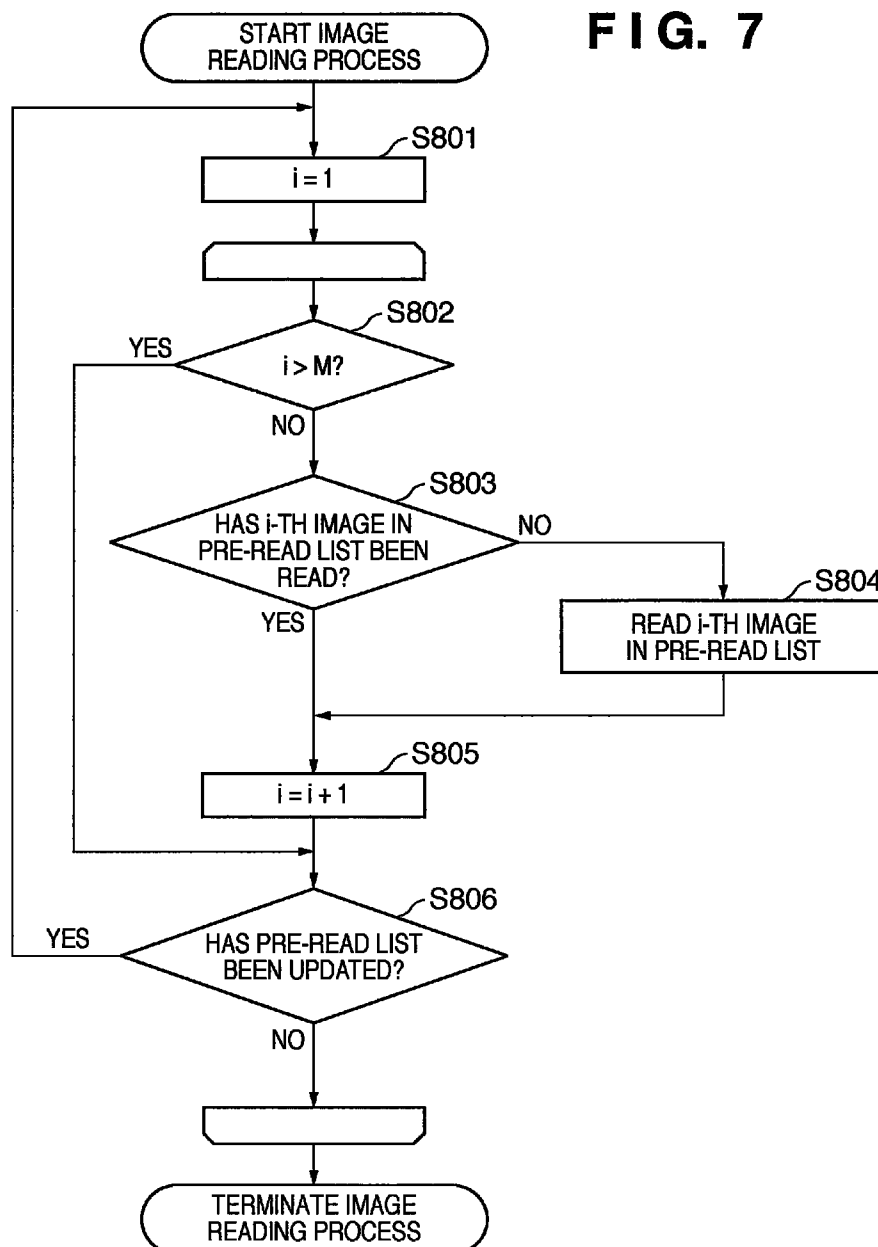 FIG. 7
START IMAGE
READING PROCESS
S801
i = 1
S802
YES
i > M?
NO
S803
HAS i-TH IMAGE IN
PRE-READ LIST BEEN
READ?
NO
YES
S804
READ i-TH IMAGE
IN PRE-READ LIST
S805
i = i + 1
S806
YES
HAS PRE-READ LIST
BEEN UPDATED?
NO
TERMINATE IMAGE
READING PROCESS